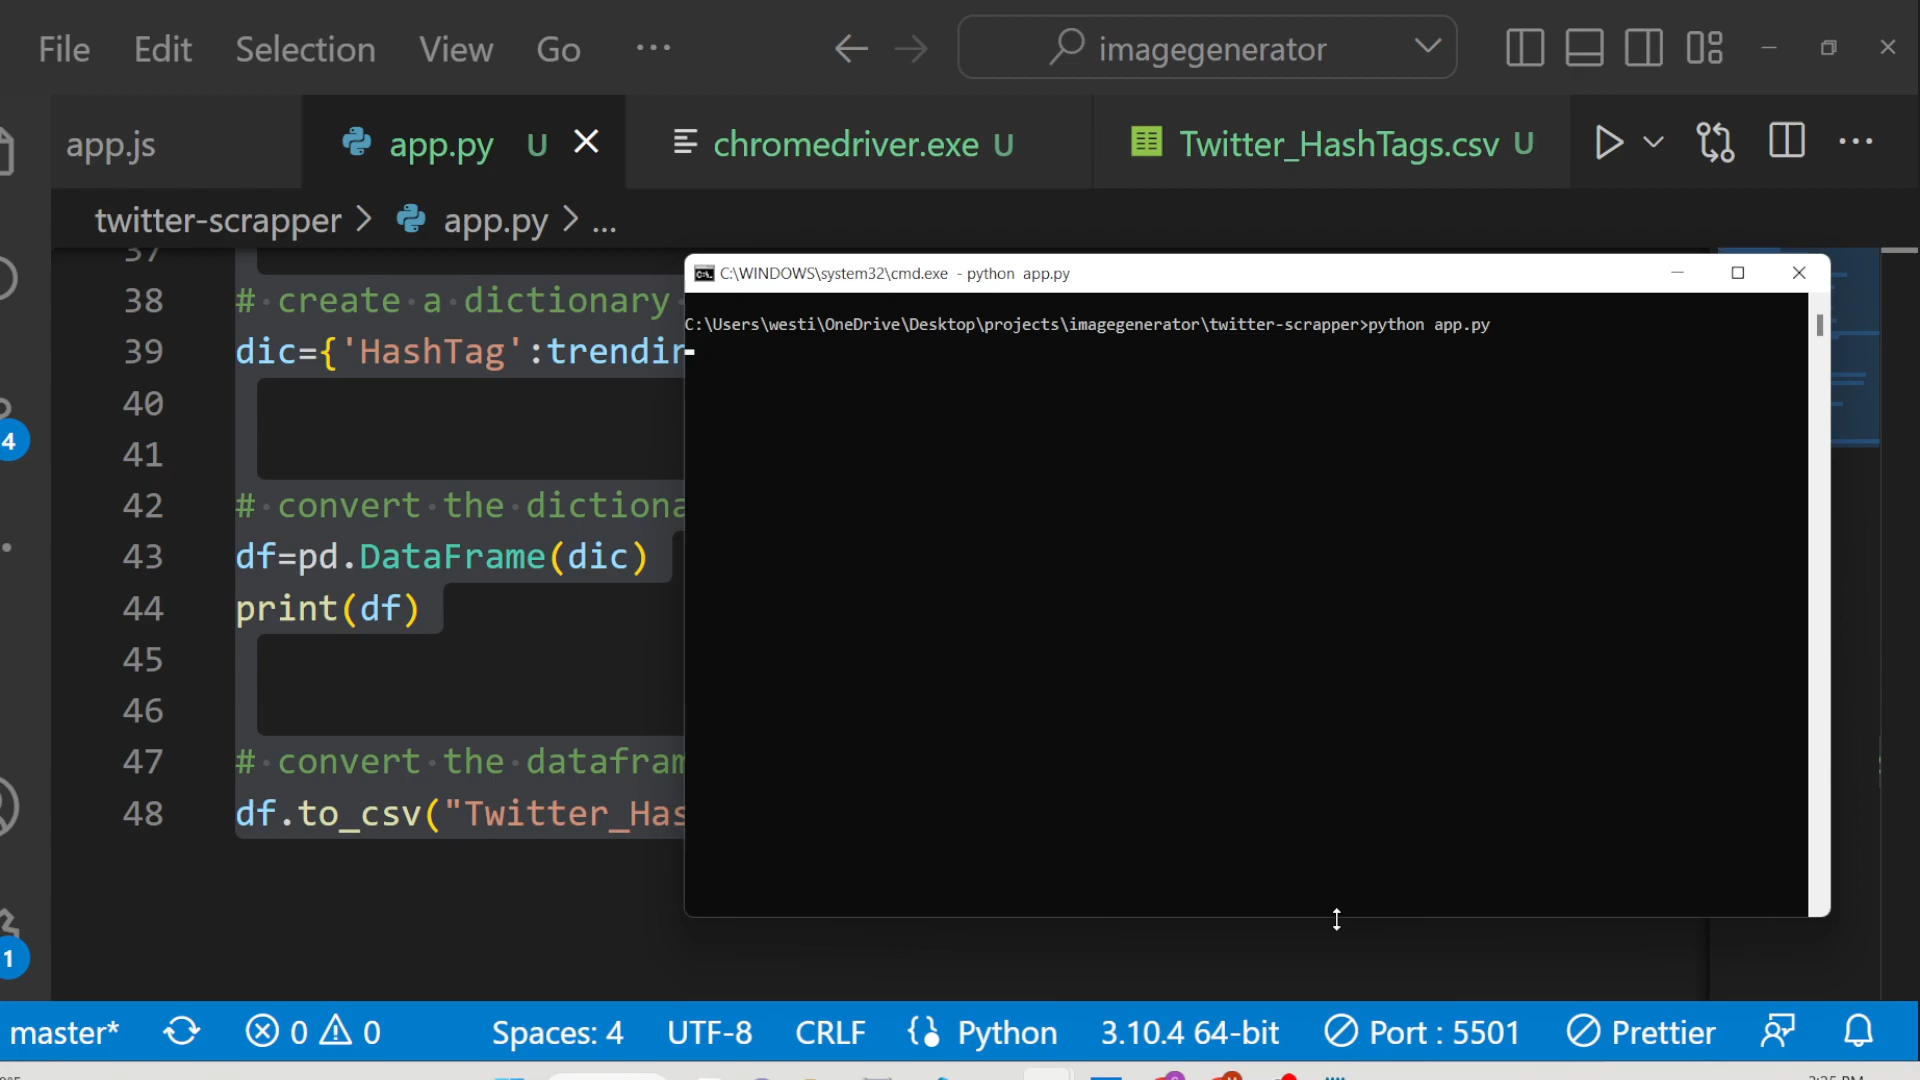 File Edit Selection View Go ... imagegenerator
app.js app.py U chromedriver.exe U Twitter_HashTags.csv U ...
twitter-scrapper > app.py > ...
37
38 # create a dictionary
39 dic={'HashTag':trendin
40
41
42 # convert the dictiona
43 df=pd.DataFrame(dic)
44 print(df)
45
46
47 # convert the datafram
48 df.to_csv("Twitter_Has
C:\WINDOWS\system32\cmd.exe - python app.py
C:\Users\westi\OneDrive\Desktop\projects\imagegenerator\twitter-scrapper>python app.py
4
1
master* 0 0 Spaces: 4 UTF-8 CRLF {} Python 3.10.4 64-bit Port : 5501 Prettier